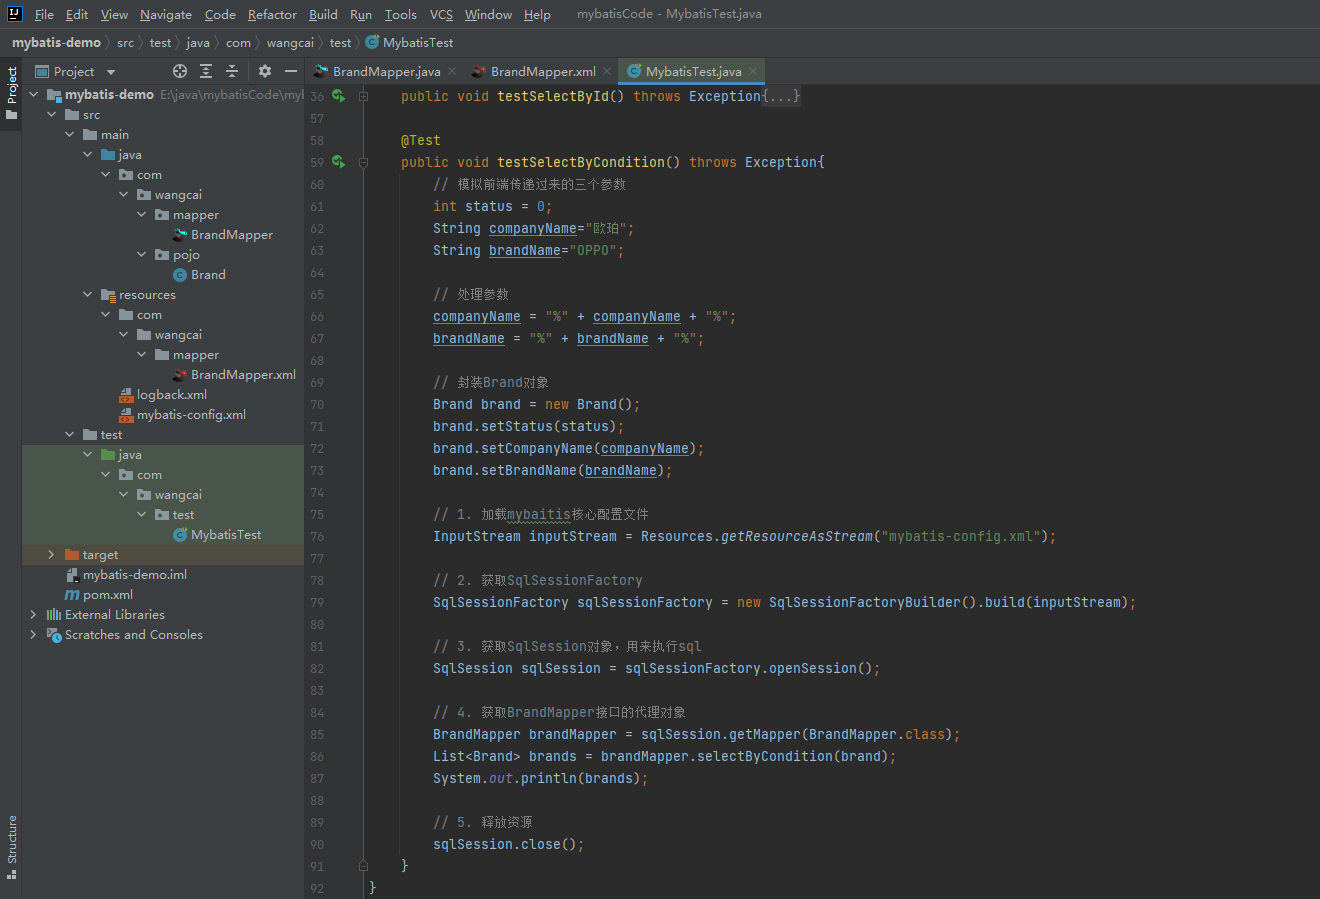 File Edit View Navigate Code Refactor Build Run Tools VCS Window Help mybatisCode - MybatisTest.java
mybatis-demo src test java com wangcai test MybatisTest
Project
Structure
Project
mybatis-demo E:\java\mybatisCode\my
src
main
java
com
wangcai
mapper
BrandMapper
pojo
Brand
resources
com
wangcai
mapper
BrandMapper.xml
logback.xml
mybatis-config.xml
test
java
com
wangcai
test
MybatisTest
target
mybatis-demo.iml
pom.xml
External Libraries
Scratches and Consoles
BrandMapper.java BrandMapper.xml MybatisTest.java
36 public void testSelectById() throws Exception{...}
57
58 @Test
59 public void testSelectByCondition() throws Exception{
60 // 模拟前端传递过来的三个参数
61 int status = 0;
62 String companyName="欧珀";
63 String brandName="OPPO";
64
65 // 处理参数
66 companyName = "%" + companyName + "%";
67 brandName = "%" + brandName + "%";
68
69 // 封装Brand对象
70 Brand brand = new Brand();
71 brand.setStatus(status);
72 brand.setCompanyName(companyName);
73 brand.setBrandName(brandName);
74
75 // 1. 加载mybaitis核心配置文件
76 InputStream inputStream = Resources.getResourceAsStream("mybatis-config.xml");
77
78 // 2. 获取SqlSessionFactory
79 SqlSessionFactory sqlSessionFactory = new SqlSessionFactoryBuilder().build(inputStream);
80
81 // 3. 获取SqlSession对象，用来执行sql
82 SqlSession sqlSession = sqlSessionFactory.openSession();
83
84 // 4. 获取BrandMapper接口的代理对象
85 BrandMapper brandMapper = sqlSession.getMapper(BrandMapper.class);
86 List<Brand> brands = brandMapper.selectByCondition(brand);
87 System.out.println(brands);
88
89 // 5. 释放资源
90 sqlSession.close();
91 }
92 }